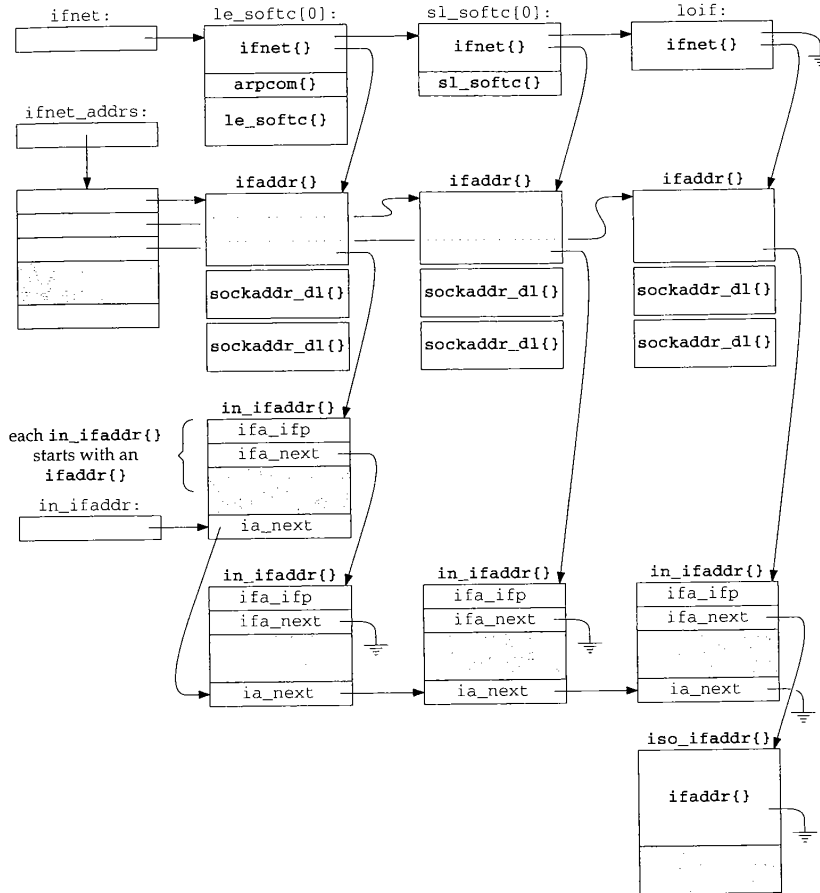 ifnet:
le_softc[0]:
sl_softc[0]:
loif:
ifnet{}
ifnet{}
ifnet{}
arpcom{}
sl_softc{}
le_softc{}
ifnet_addrs:
ifaddr{}
ifaddr{}
ifaddr{}
sockaddr_dl{}
sockaddr_dl{}
sockaddr_dl{}
sockaddr_dl{}
sockaddr_dl{}
sockaddr_dl{}
in_ifaddr{}
each in_ifaddr{}
starts with an
ifaddr{}
ifa_ifp
ifa_next
in_ifaddr:
ia_next
in_ifaddr{}
in_ifaddr{}
in_ifaddr{}
ifa_ifp
ifa_ifp
ifa_ifp
ifa_next
ifa_next
ifa_next
ia_next
ia_next
ia_next
iso_ifaddr{}
ifaddr{}